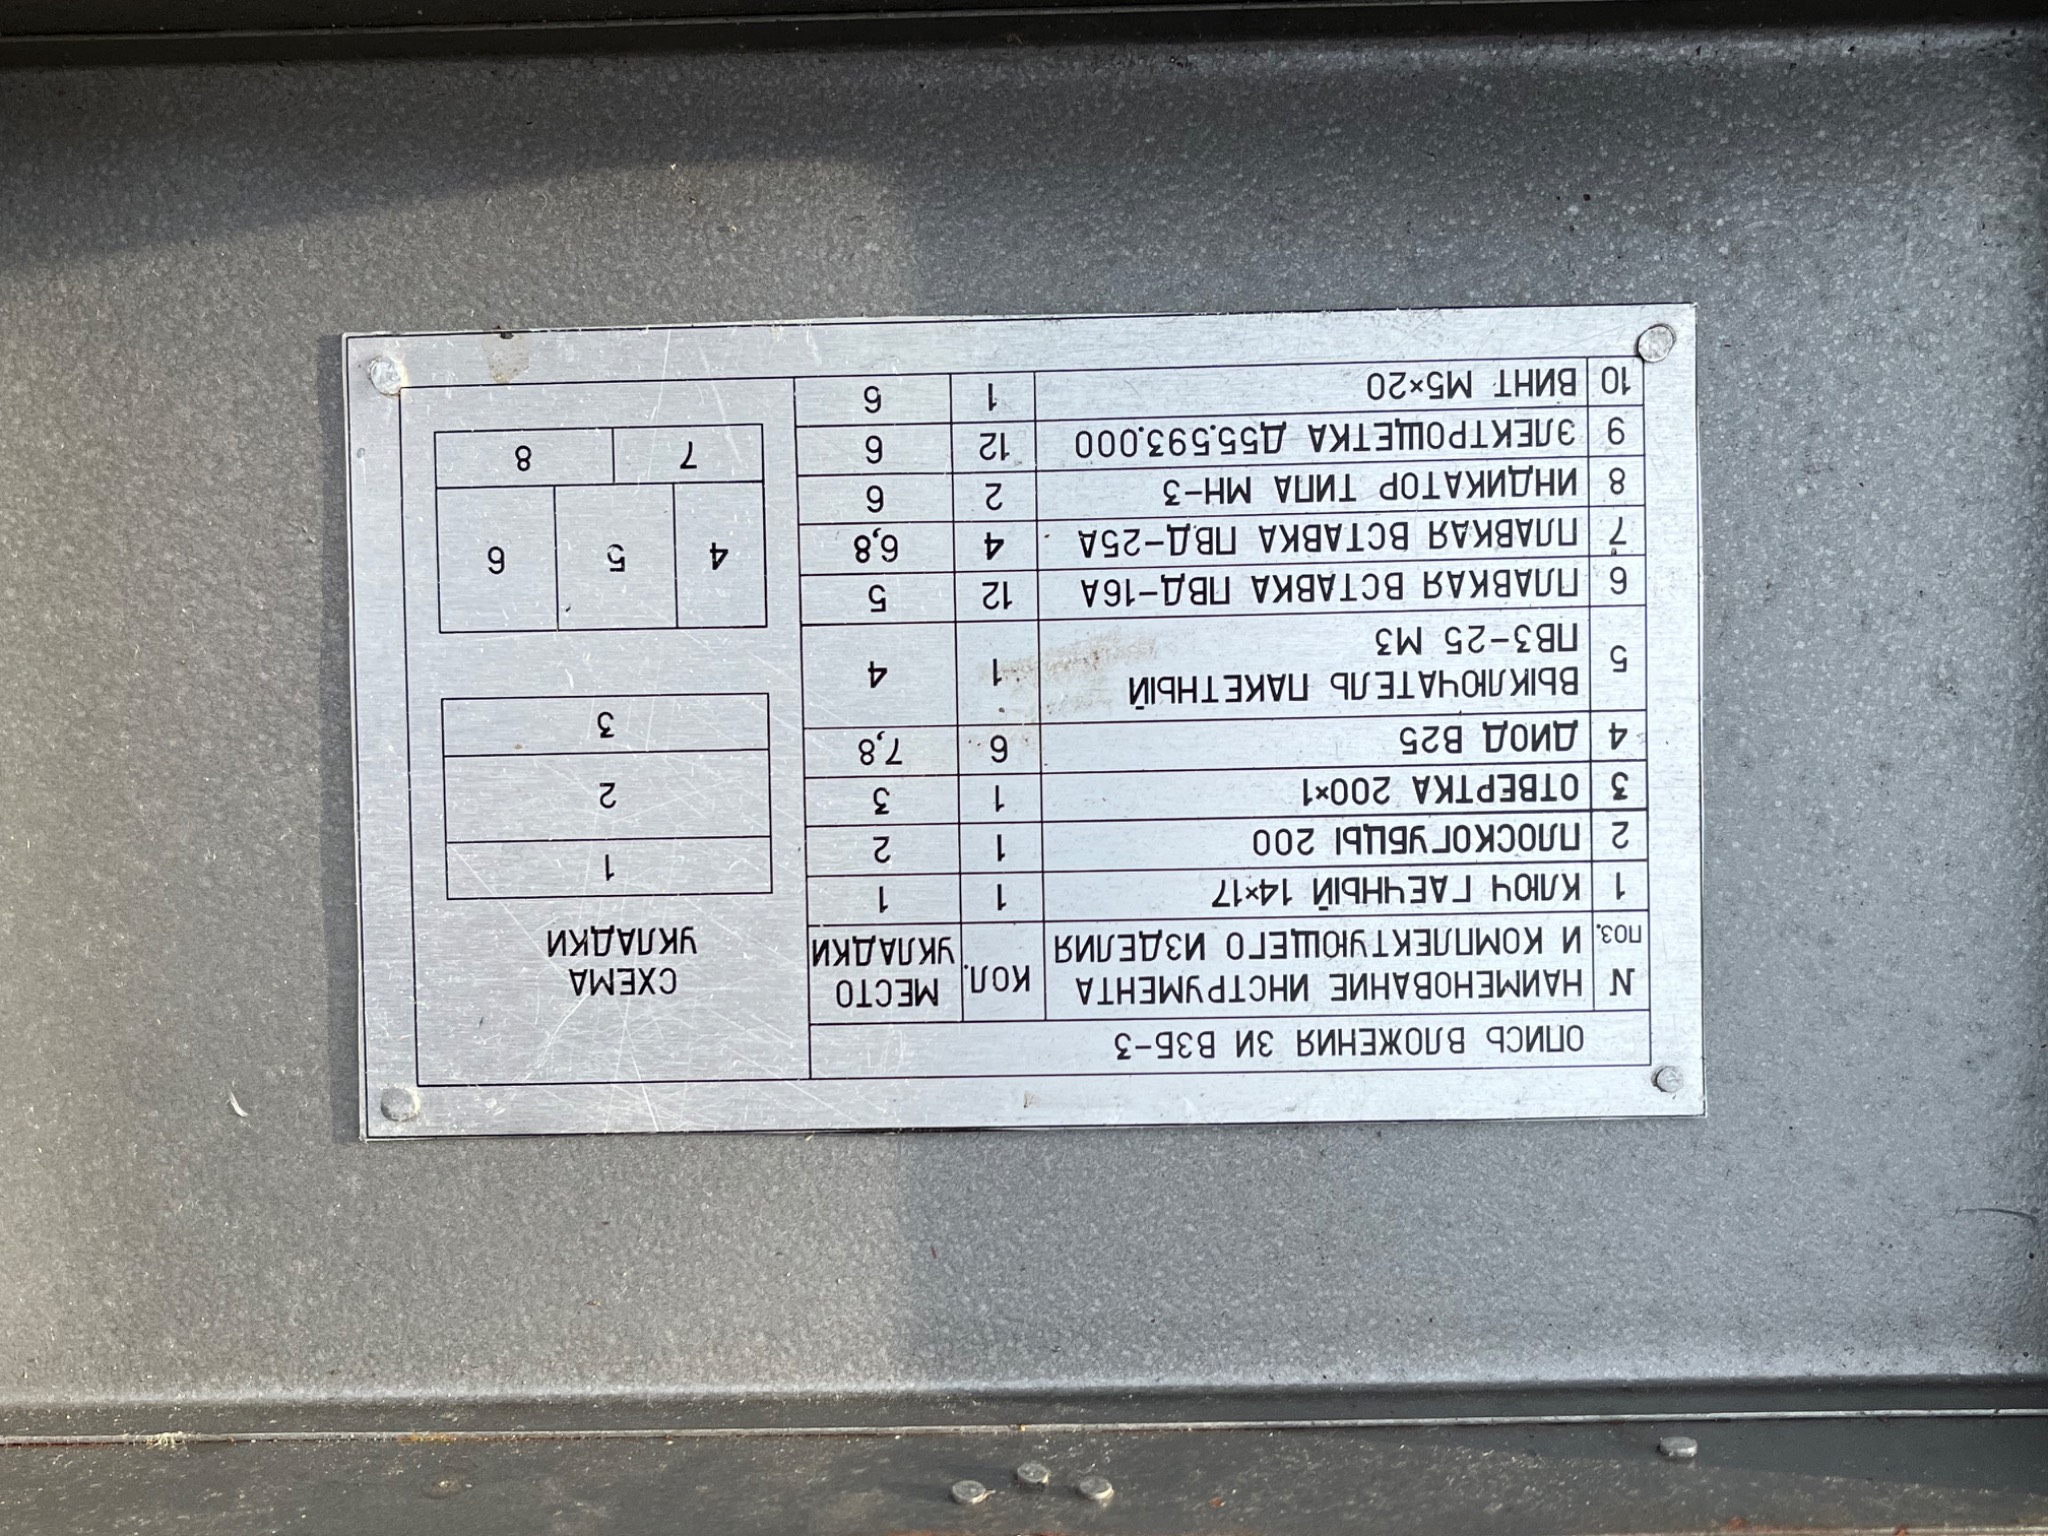 ОПИСЬ ВЛОЖЕНИЯ ЗИ ВЗБ-3
N ПОЗ. НАИМЕНОВАНИЕ ИНСТРУМЕНТА И КОМПЛЕКТУЮЩЕГО ИЗДЕЛИЯ КОЛ. МЕСТО УКЛАДКИ
1 КЛЮЧ ГАЕЧНЫЙ 14×17 1 1
2 ПЛОСКОГУБЦЫ 200 1 2
3 ОТВЕРТКА 200×1 1 3
4 ДИОД В25 6 7,8
5 ВЫКЛЮЧАТЕЛЬ ПАКЕТНЫЙ
ПВ3-25 М3 1 4
6 ПЛАВКАЯ ВСТАВКА ПВД-16А 12 5
7 ПЛАВКАЯ ВСТАВКА ПВД-25А 4 6,8
8 ИНДИКАТОР ТИПА МН-3 2 6
9 ЭЛЕКТРОЩЕТКА Д55.593.000 12 6
10 ВИНТ М5×20 1 6
СХЕМА
УКЛАДКИ
1
2
3
4 5 6
7 8